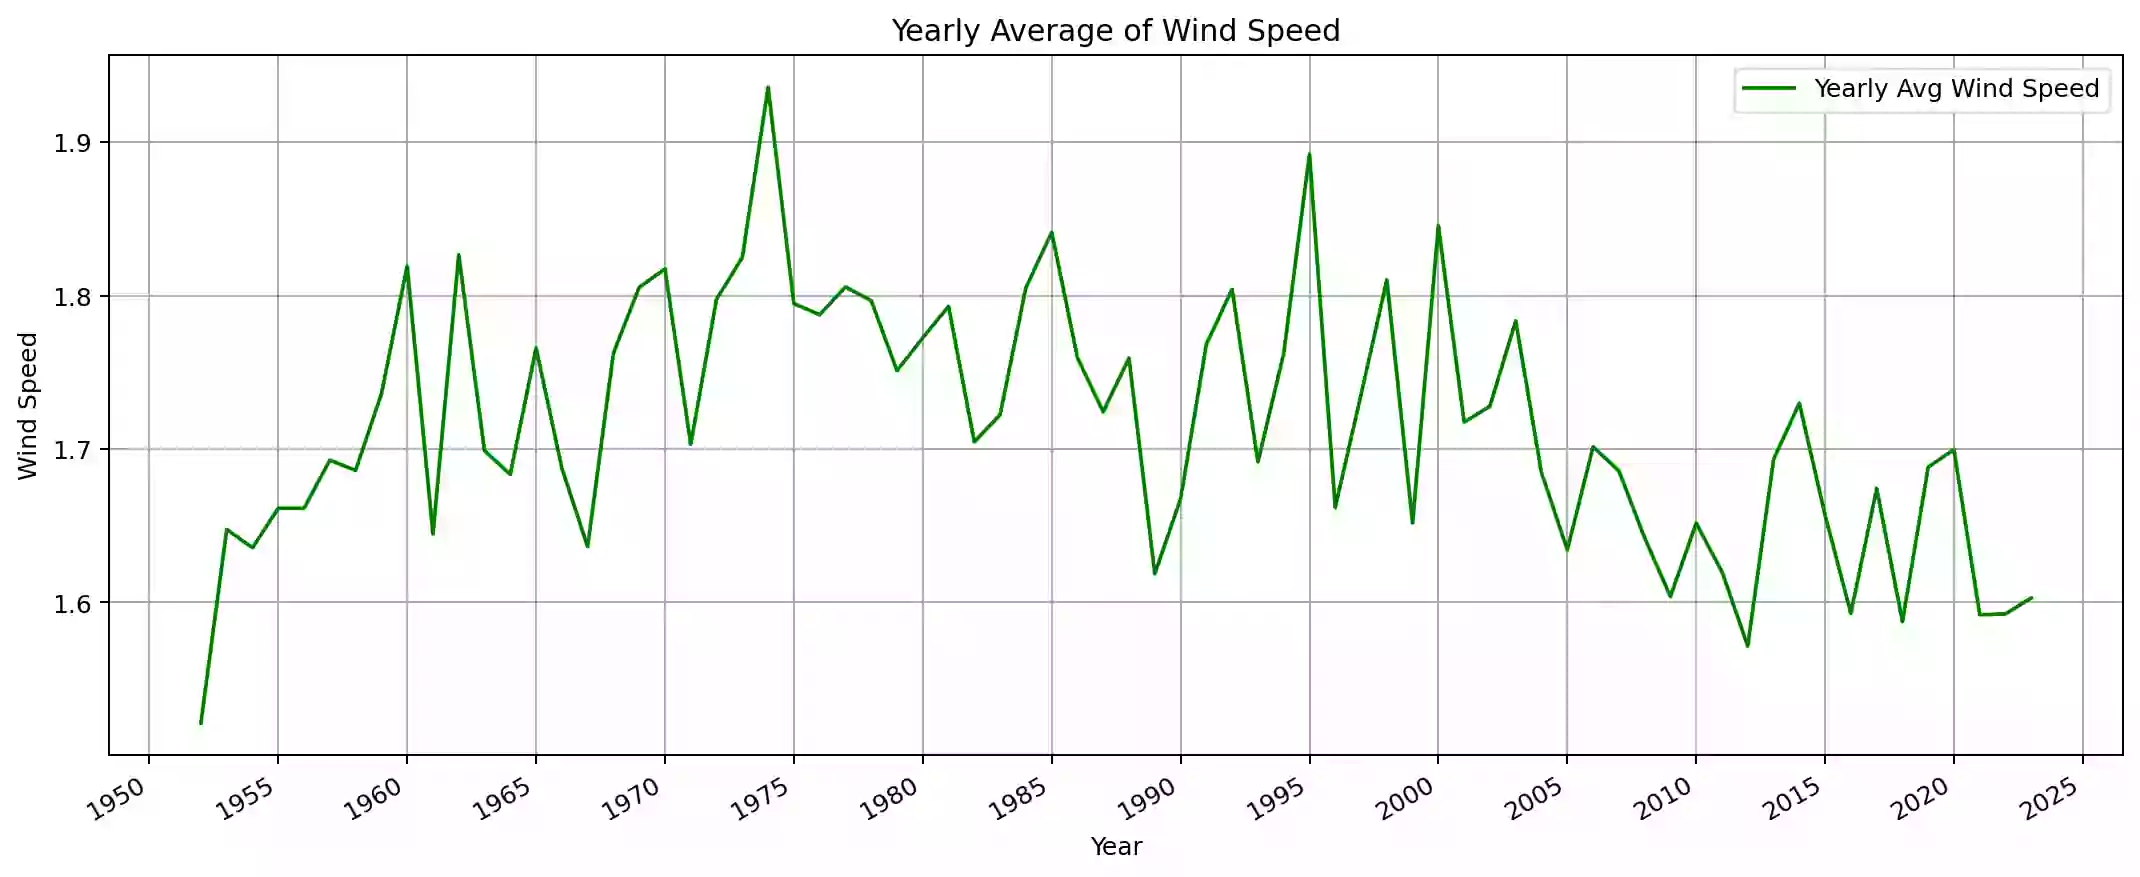 Yearly Average of Wind Speed
Yearly Avg Wind Speed
Wind Speed
1.9
1.8
1.7
1.6
1950 1955 1960 1965 1970 1975 1980 1985 1990 1995 2000 2005 2010 2015 2020 2025
Year